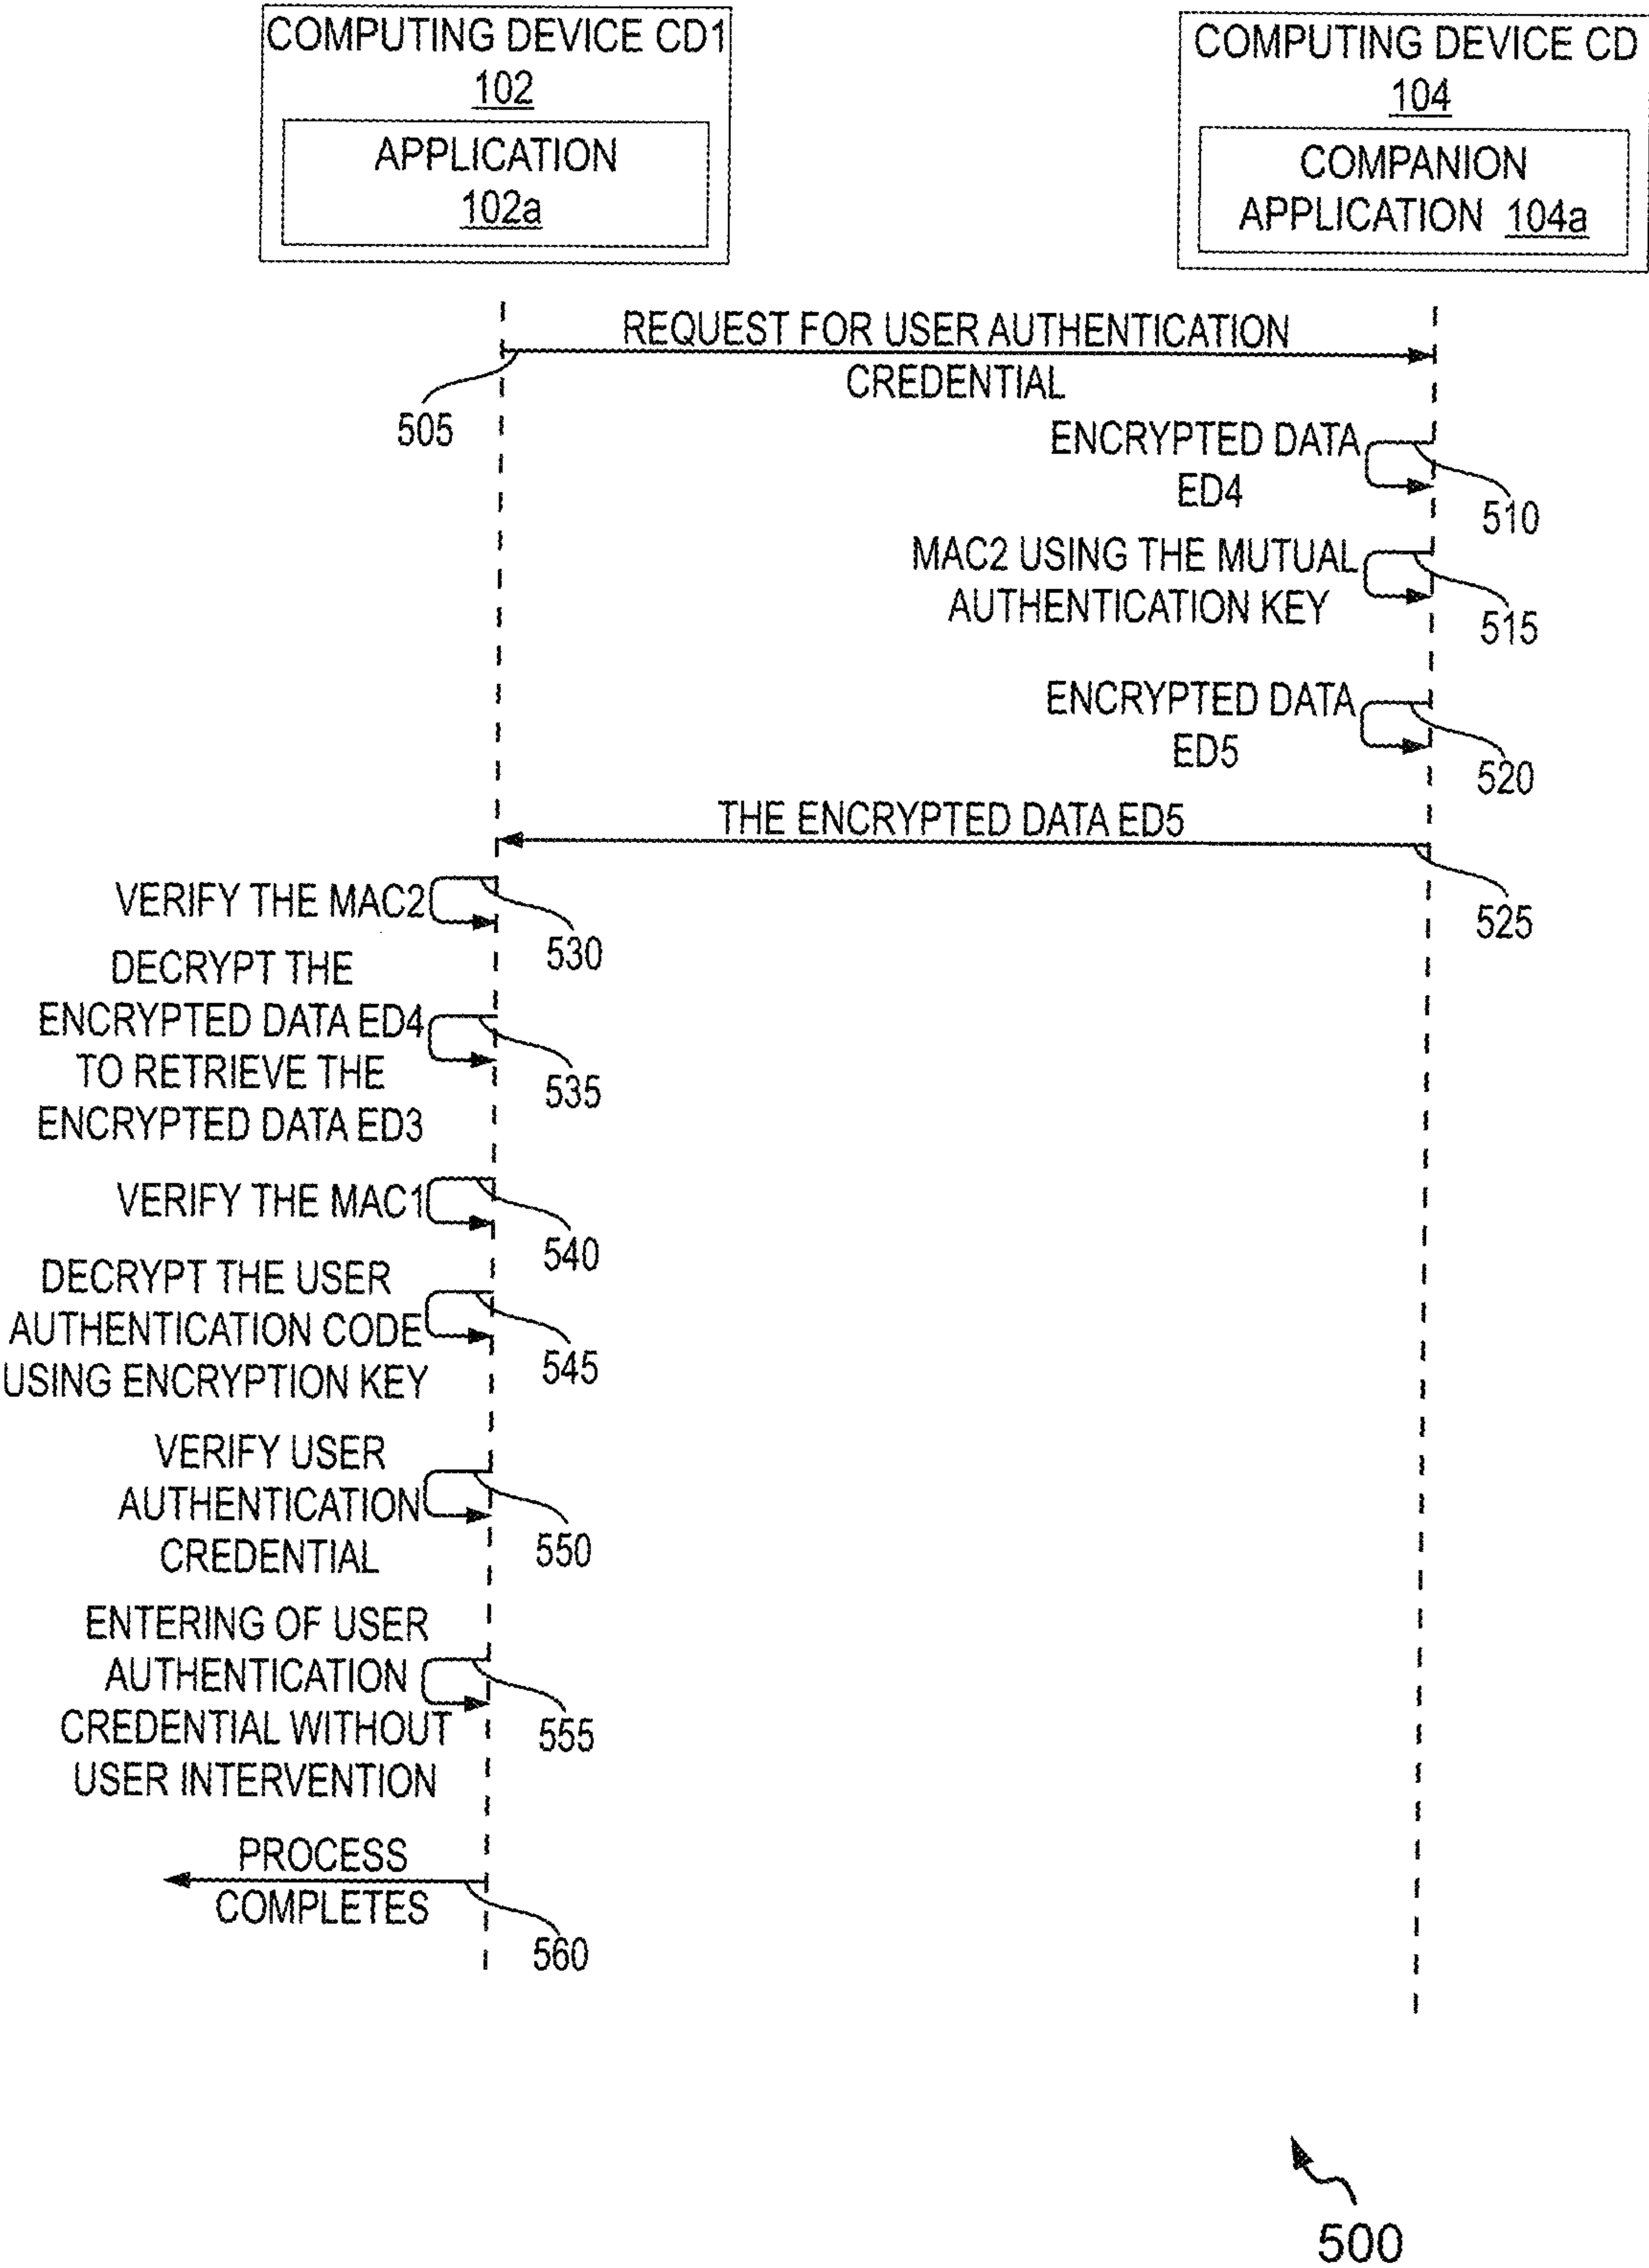 COMPUTING DEVICE CD1
102
APPLICATION
102a
COMPUTING DEVICE CD
104
COMPANION
APPLICATION 104a
REQUEST FOR USER AUTHENTICATION
CREDENTIAL
505
ENCRYPTED DATA
ED4
510
MAC2 USING THE MUTUAL
AUTHENTICATION KEY
515
ENCRYPTED DATA
ED5
520
THE ENCRYPTED DATA ED5
525
VERIFY THE MAC2
530
DECRYPT THE
ENCRYPTED DATA ED4
TO RETRIEVE THE
ENCRYPTED DATA ED3
535
VERIFY THE MAC1
540
DECRYPT THE USER
AUTHENTICATION CODE
USING ENCRYPTION KEY
545
VERIFY USER
AUTHENTICATION
CREDENTIAL
550
ENTERING OF USER
AUTHENTICATION
CREDENTIAL WITHOUT
USER INTERVENTION
555
PROCESS
COMPLETES
560
500